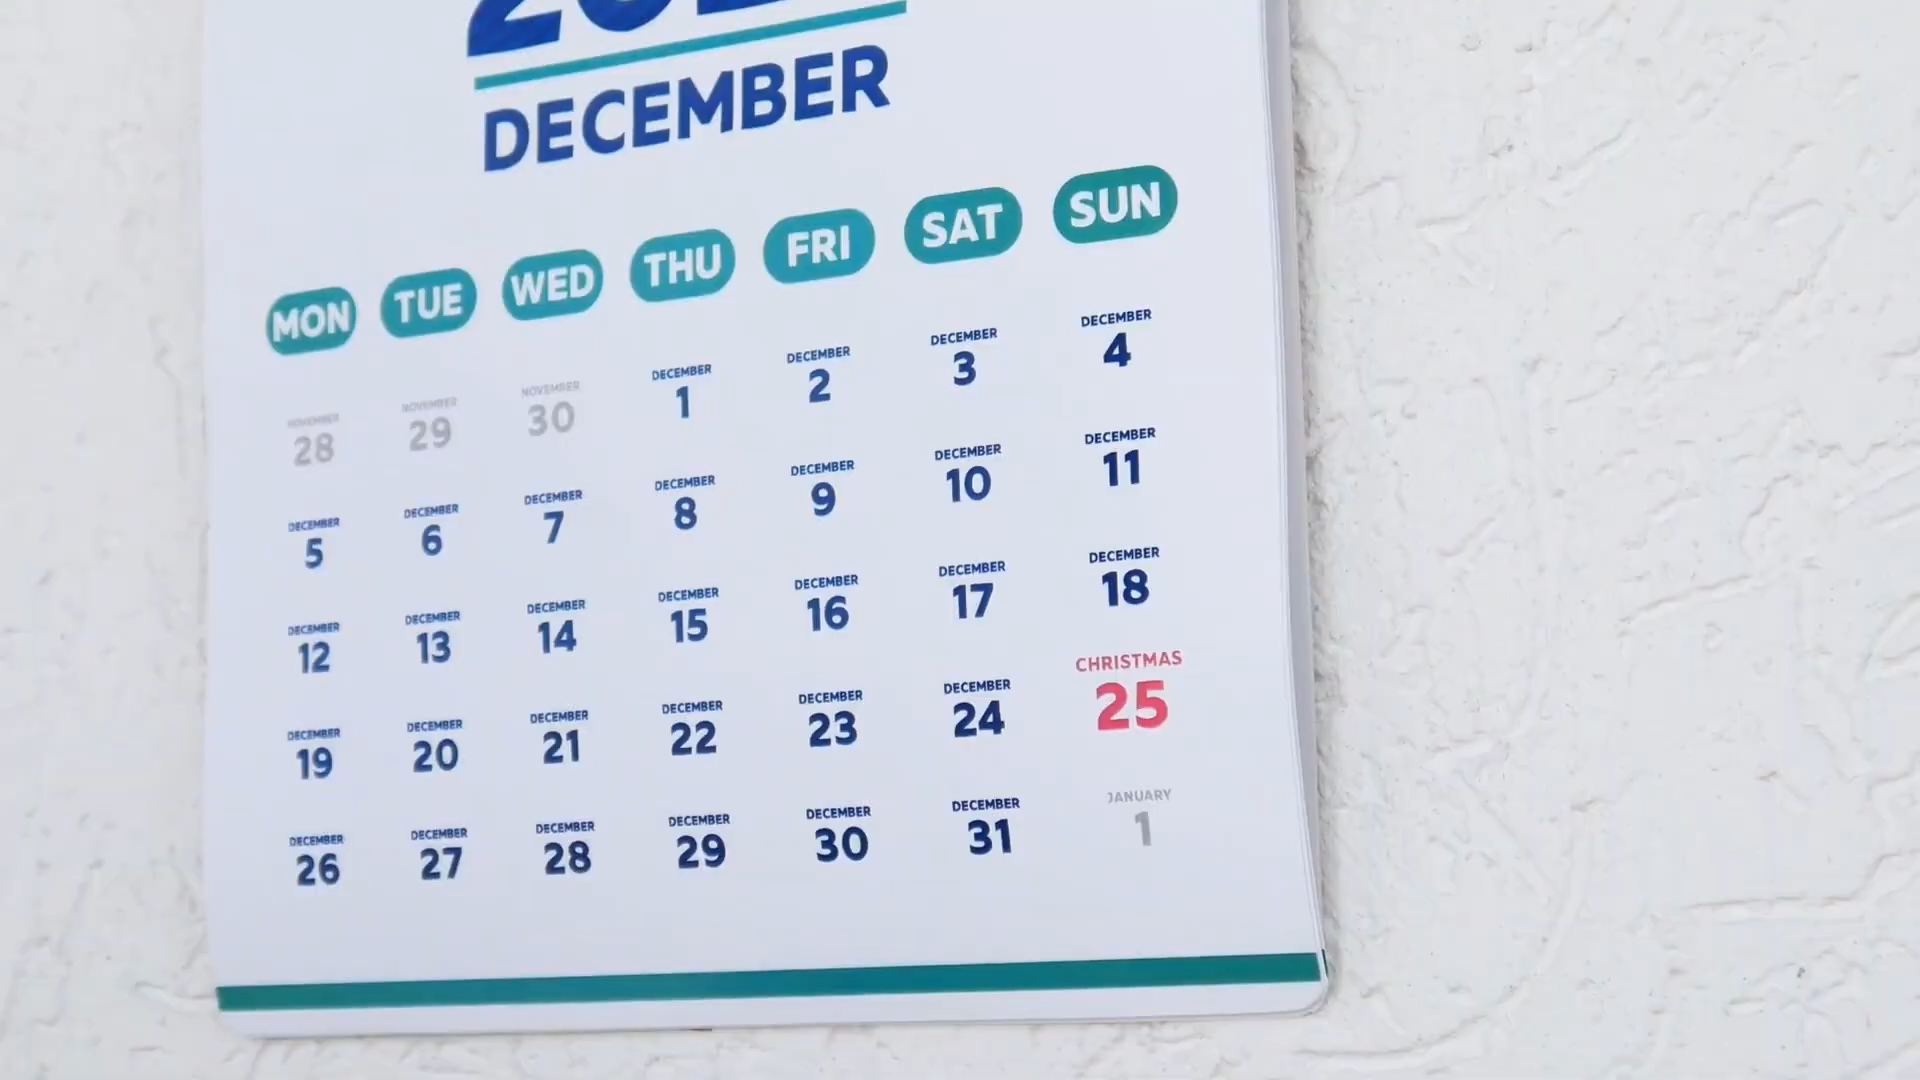 DECEMBER
MON TUE WED THU FRI SAT SUN
NOVEMBER NOVEMBER NOVEMBER DECEMBER DECEMBER DECEMBER DECEMBER
28 29 30 1 2 3 4
DECEMBER DECEMBER DECEMBER DECEMBER DECEMBER DECEMBER DECEMBER
5 6 7 8 9 10 11
DECEMBER DECEMBER DECEMBER DECEMBER DECEMBER DECEMBER DECEMBER
12 13 14 15 16 17 18
DECEMBER DECEMBER DECEMBER DECEMBER DECEMBER DECEMBER CHRISTMAS
19 20 21 22 23 24 25
DECEMBER DECEMBER DECEMBER DECEMBER DECEMBER DECEMBER JANUARY
26 27 28 29 30 31 1